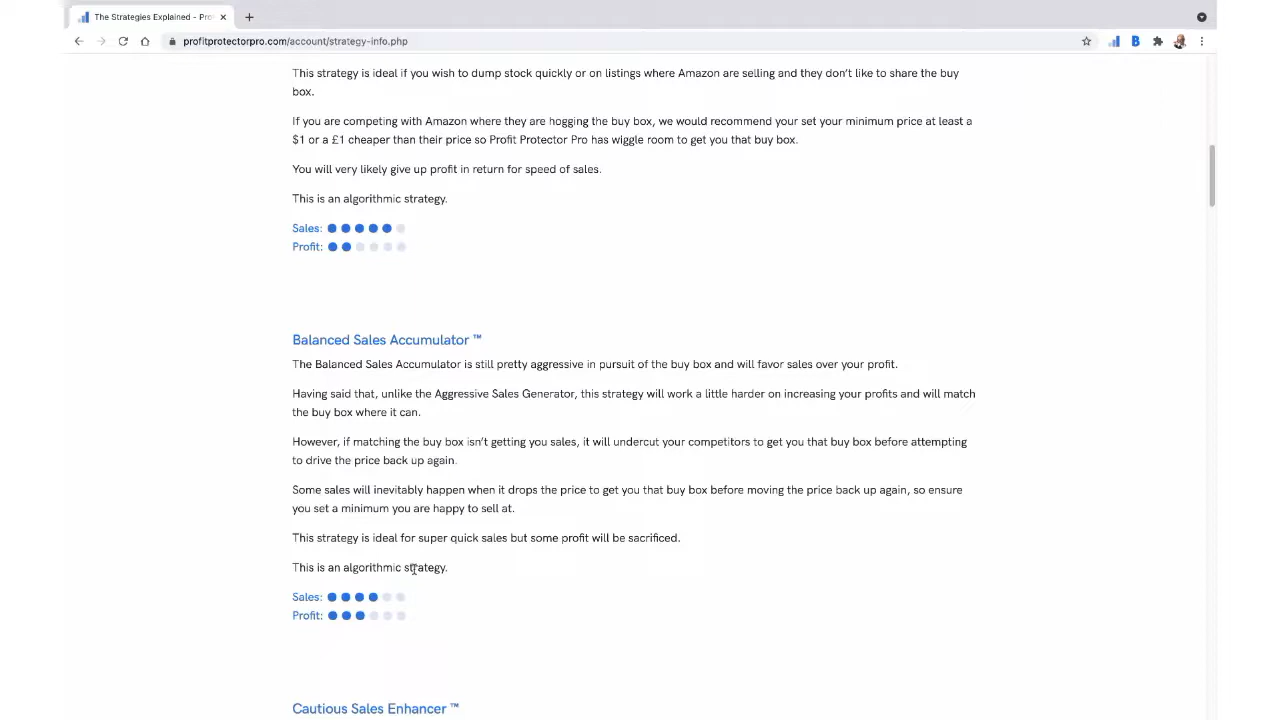 The Strategies Explained - Pro
profitprotectorpro.com/account/strategy-info.php
This strategy is ideal if you wish to dump stock quickly or on listings where Amazon are selling and they don't like to share the buy
box.
If you are competing with Amazon where they are hogging the buy box, we would recommend your set your minimum price at least a
$1 or a £1 cheaper than their price so Profit Protector Pro has wiggle room to get you that buy box.
You will very likely give up profit in return for speed of sales.
This is an algorithmic strategy.
Sales:
Profit:
Balanced Sales Accumulator ™
The Balanced Sales Accumulator is still pretty aggressive in pursuit of the buy box and will favor sales over your profit.
Having said that, unlike the Aggressive Sales Generator, this strategy will work a little harder on increasing your profits and will match
the buy box where it can.
However, if matching the buy box isn't getting you sales, it will undercut your competitors to get you that buy box before attempting
to drive the price back up again.
Some sales will inevitably happen when it drops the price to get you that buy box before moving the price back up again, so ensure
you set a minimum you are happy to sell at.
This strategy is ideal for super quick sales but some profit will be sacrificed.
This is an algorithmic strategy.
Sales:
Profit:
Cautious Sales Enhancer ™